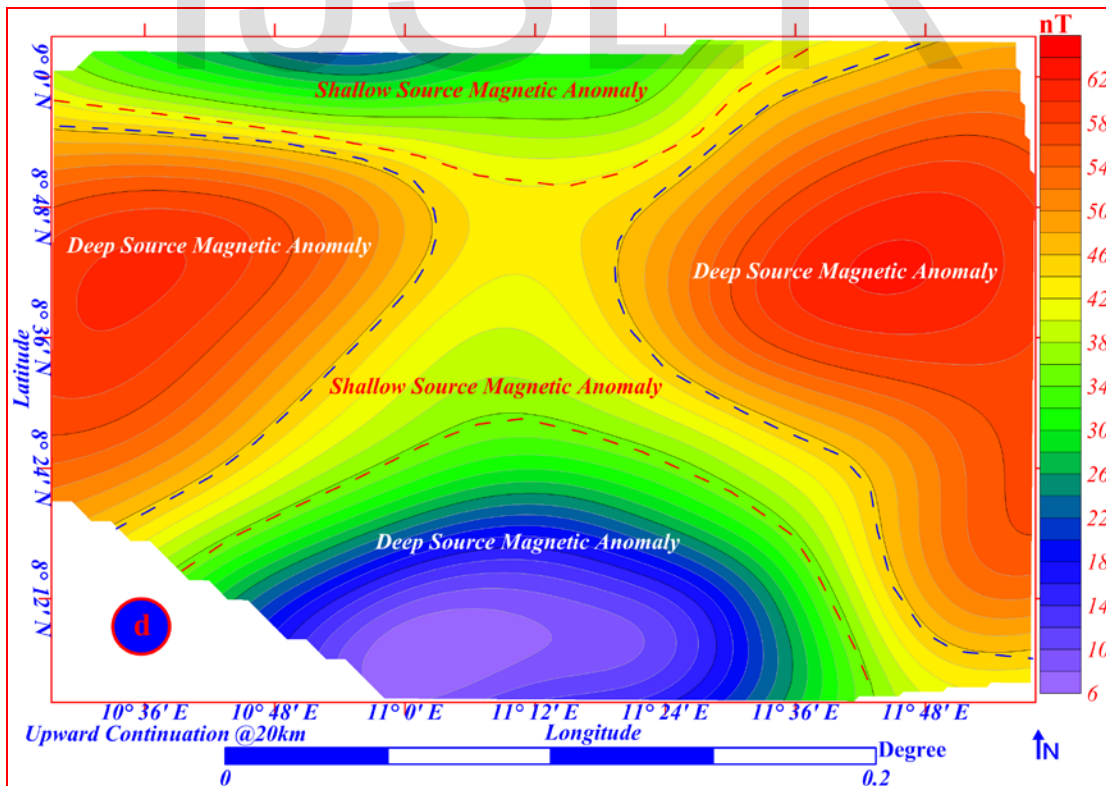 IJSER
nT
Shallow Source Magnetic Anomaly
Deep Source Magnetic Anomaly
Deep Source Magnetic Anomaly
Shallow Source Magnetic Anomaly
Deep Source Magnetic Anomaly
62
58
54
50
46
42
38
34
30
26
22
18
14
10
6
Latitude
9° 0' N
8° 48' N
8° 36' N
8° 24' N
8° 12' N
d
10° 36' E 10° 48' E 11° 0' E 11° 12' E 11° 24' E 11° 36' E 11° 48' E
Upward Continuation @20km
Longitude
Degree
0 0.2
N